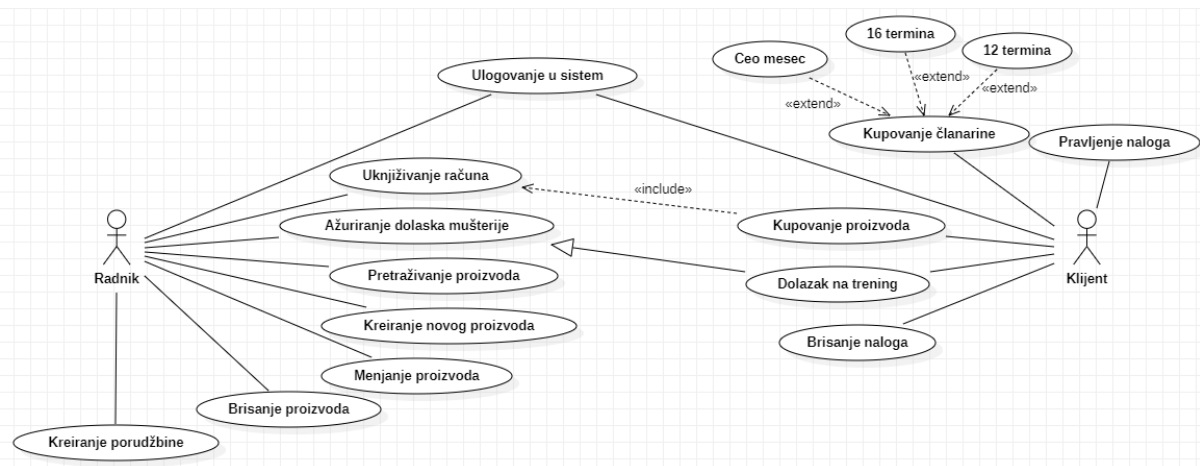 16 termina
12 termina
Ceo mesec
Ulogovanje u sistem
«extend»
«extend»
«extend»
Kupovanje članarine
Pravljenje naloga
Uknjiživanje računa
«include»
Ažuriranje dolaska mušterije
Kupovanje proizvoda
Pretraživanje proizvoda
Radnik
Klijent
Dolazak na trening
Kreiranje novog proizvoda
Brisanje naloga
Menjanje proizvoda
Brisanje proizvoda
Kreiranje porudžbine